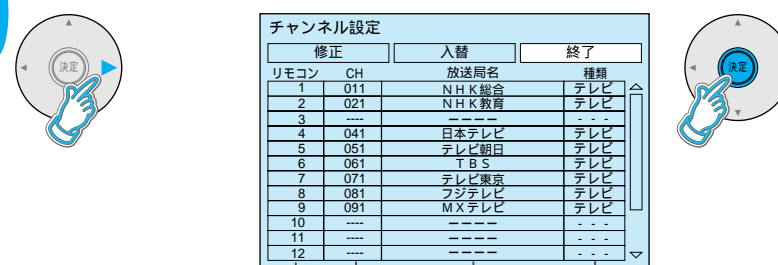 チャンネル設定
修正 入替 終了
リモコン CH 放送局名 種類
1 011 ＮＨＫ総合 テレビ
2 021 ＮＨＫ教育 テレビ
3 ---- ーーーー - - -
4 041 日本テレビ テレビ
5 051 テレビ朝日 テレビ
6 061 ＴＢＳ テレビ
7 071 テレビ東京 テレビ
8 081 フジテレビ テレビ
9 091 ＭＸテレビ テレビ
10 ---- ーーーー - - -
11 ---- ーーーー - - -
12 ---- ーーーー - - -
決定
決定